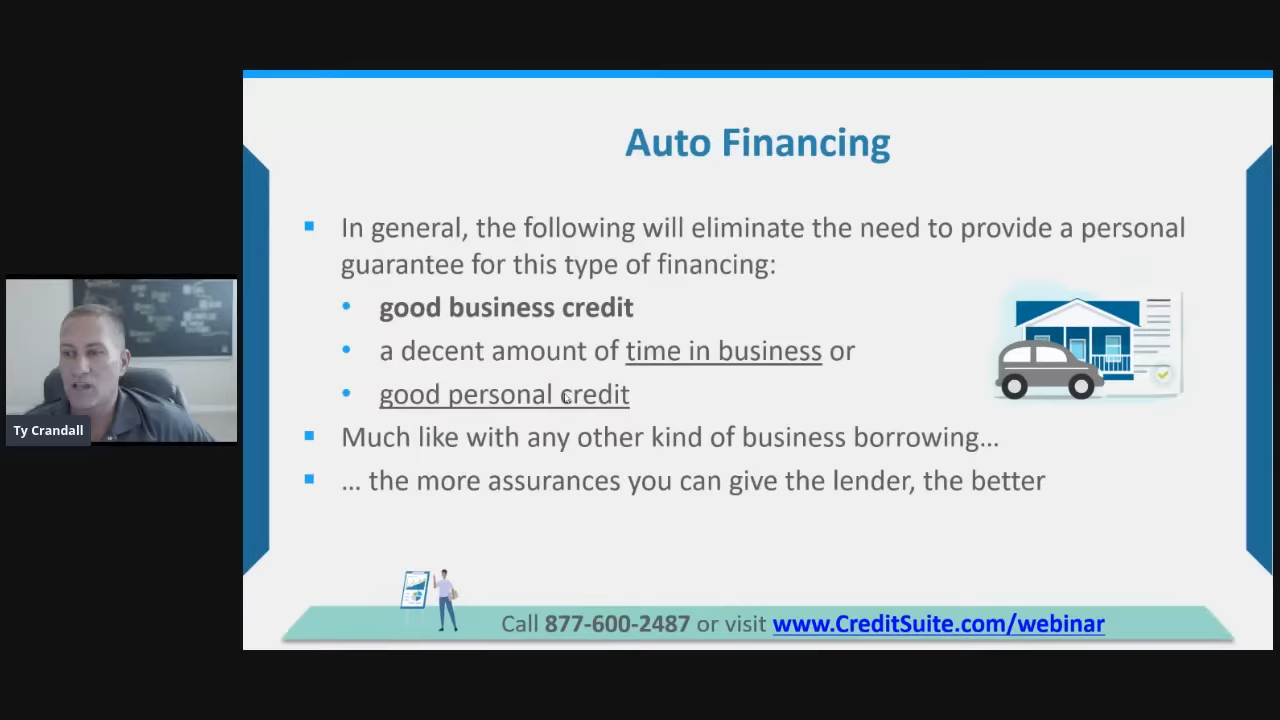 Auto Financing
In general, the following will eliminate the need to provide a personal
guarantee for this type of financing:
good business credit
a decent amount of time in business or
good personal credit
Much like with any other kind of business borrowing…
… the more assurances you can give the lender, the better
Ty Crandall
Call 877-600-2487 or visit www.CreditSuite.com/webinar